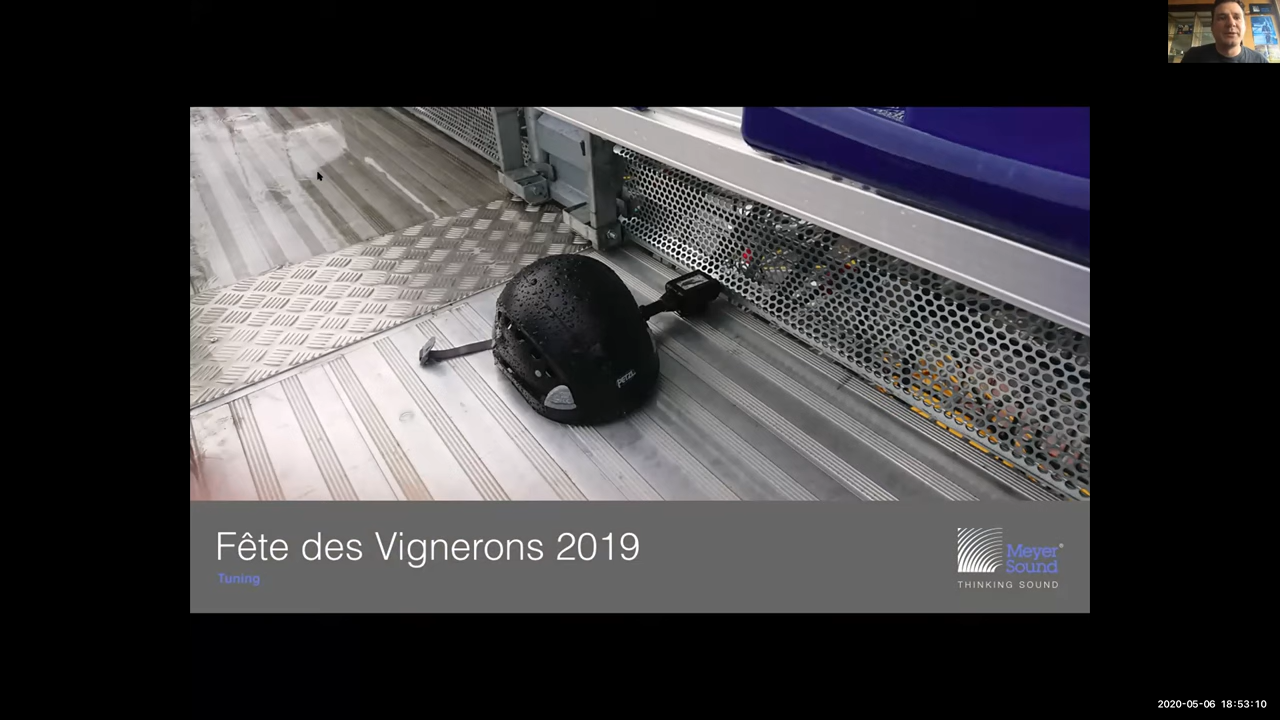 PETZL
Fête des Vignerons 2019
Tuning
Meyer
Sound
®
THINKING SOUND
2020-05-06 18:53:10